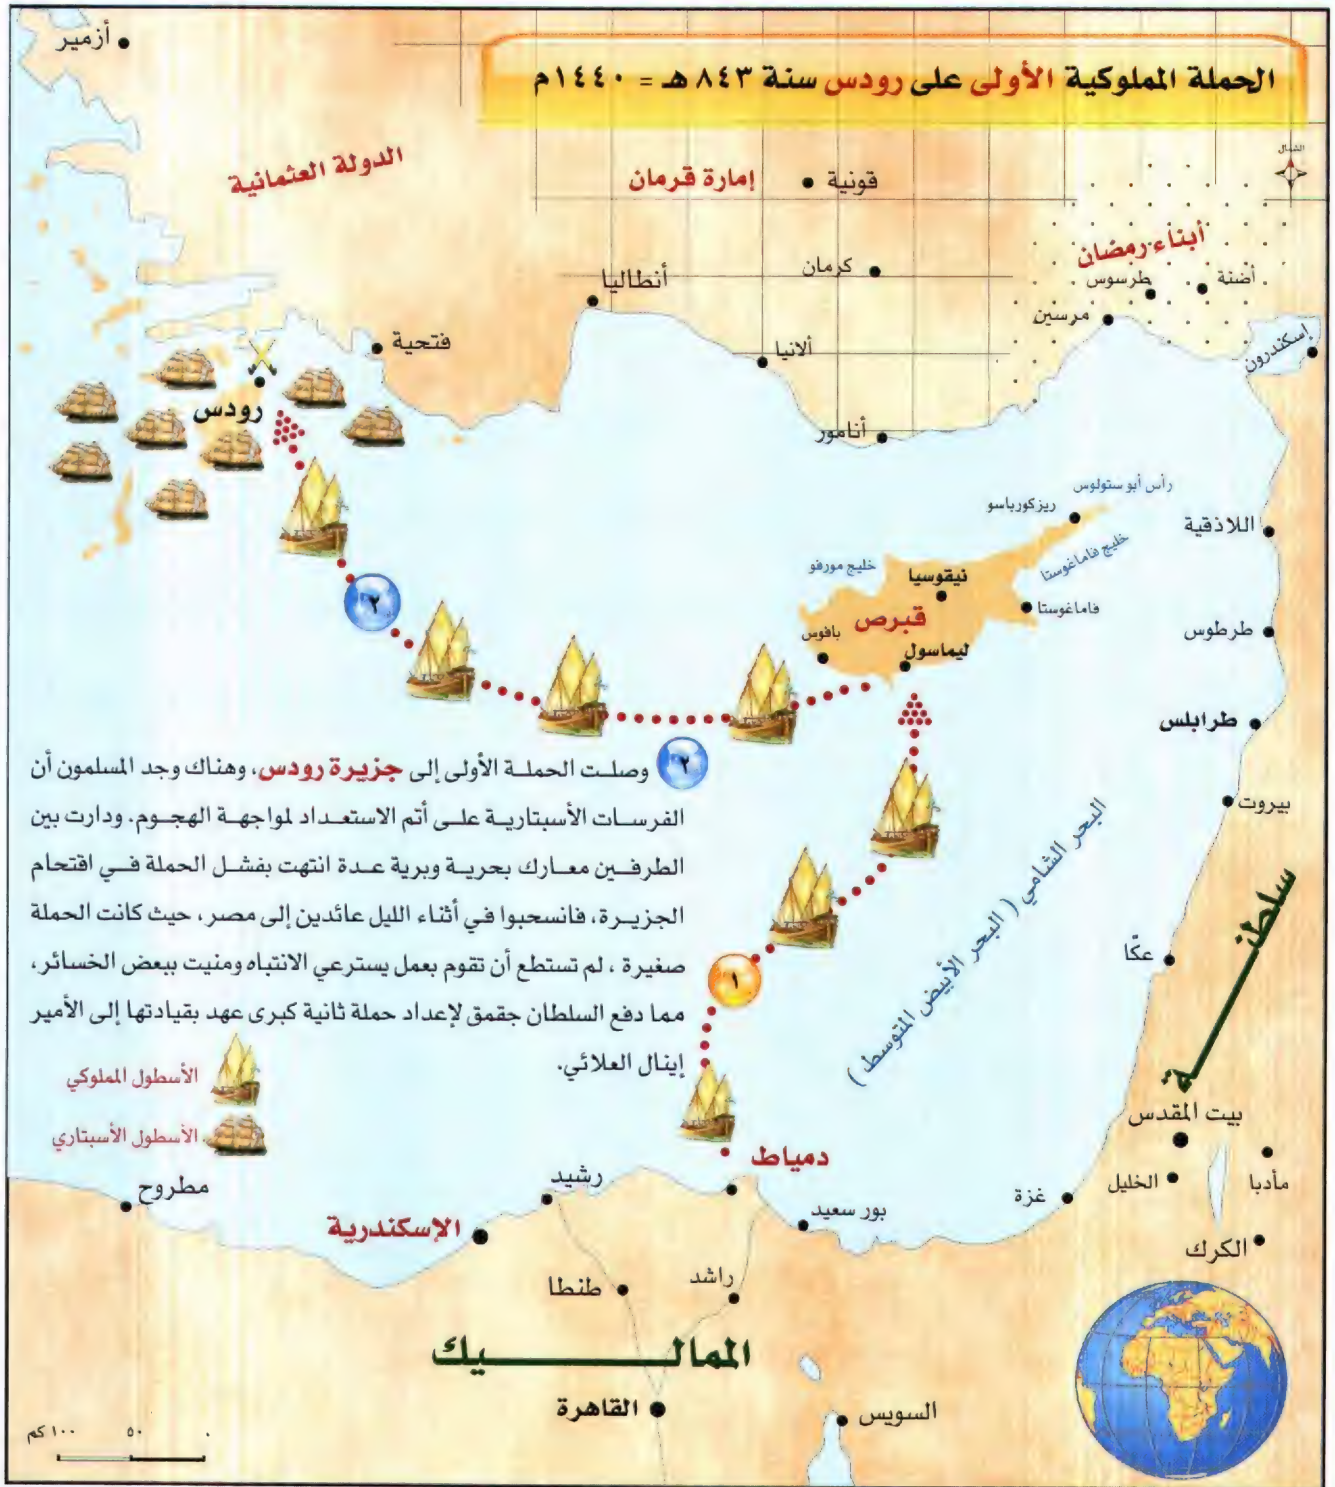 الحملة المملوكية الأولى على رودس سنة ٨٤٣ هـ = ١٤٤٠م
أزمير
الشمال
الدولة العثمانية
إمارة قرمان
قونية
أبناء رمضان
كرمان
طرسوس
أضنة
أنطاليا
مرسين
إسكندرون
فتحية
ألانيا
رودس
أنامور
رأس أبو ستولوس
ريزكورباسو
اللاذقية
خليج فاماغوستا
خليج مورفو
نيقوسيا
فاماغوستا
قبرص
بافوس
طرطوس
ليماسول
٢
طرابلس
٢
وصلت الحملة الأولى إلى جزيرة رودس، وهناك وجد المسلمون أن
الفرسات الأسبتارية على أتم الاستعداد لمواجهة الهجوم. ودارت بين
الطرفين معارك بحرية وبرية عدة انتهت بفشل الحملة في اقتحام
الجزيرة، فانسحبوا في أثناء الليل عائدين إلى مصر، حيث كانت الحملة
صغيرة، لم تستطع أن تقوم بعمل يسترعي الانتباه ومنيت ببعض الخسائر،
مما دفع السلطان جقمق لإعداد حملة ثانية كبرى عهد بقيادتها إلى الأمير
إينال العلائي.
بيروت
البحر الشامي ( البحر الأبيض المتوسط )
عكّا
سلطنة
١
الأسطول المملوكي
الأسطول الأسبتاري
بيت المقدس
دمياط
مأدبا
الخليل
غزة
رشيد
مطروح
بور سعيد
الإسكندرية
الكرك
راشد
طنطا
المماليك
القاهرة
السويس
٠ ٥٠ ١٠٠ كم